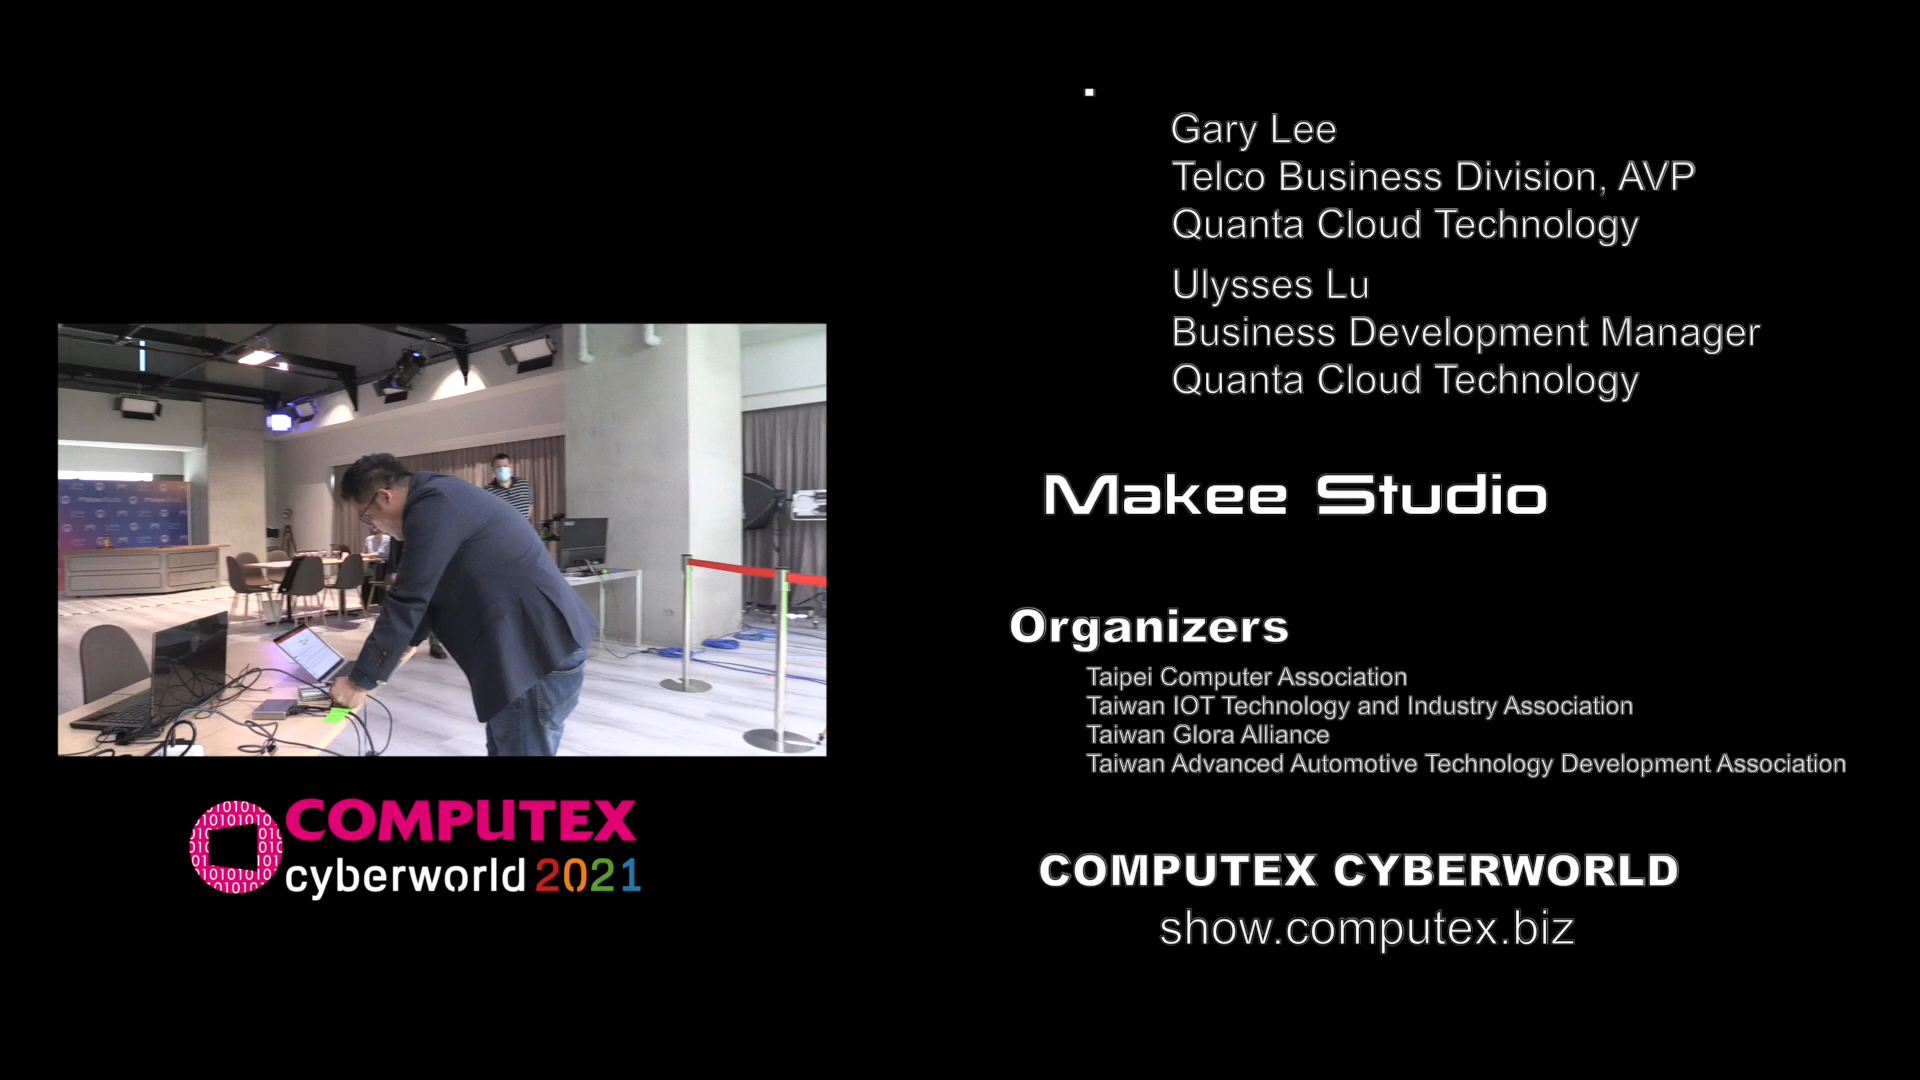 Gary Lee
Telco Business Division, AVP
Quanta Cloud Technology
Ulysses Lu
Business Development Manager
Quanta Cloud Technology
Makee Studio
Organizers
Taipei Computer Association
Taiwan IOT Technology and Industry Association
Taiwan Glora Alliance
Taiwan Advanced Automotive Technology Development Association
COMPUTEX CYBERWORLD
show.computex.biz
COMPUTEX
cyberworld 2021